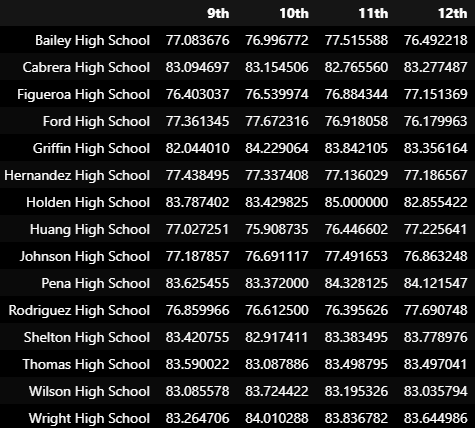 9th 10th 11th 12th
Bailey High School 77.083676 76.996772 77.515588 76.492218
Cabrera High School 83.094697 83.154506 82.765560 83.277487
Figueroa High School 76.403037 76.539974 76.884344 77.151369
Ford High School 77.361345 77.672316 76.918058 76.179963
Griffin High School 82.044010 84.229064 83.842105 83.356164
Hernandez High School 77.438495 77.337408 77.136029 77.186567
Holden High School 83.787402 83.429825 85.000000 82.855422
Huang High School 77.027251 75.908735 76.446602 77.225641
Johnson High School 77.187857 76.691117 77.491653 76.863248
Pena High School 83.625455 83.372000 84.328125 84.121547
Rodriguez High School 76.859966 76.612500 76.395626 77.690748
Shelton High School 83.420755 82.917411 83.383495 83.778976
Thomas High School 83.590022 83.087886 83.498795 83.497041
Wilson High School 83.085578 83.724422 83.195326 83.035794
Wright High School 83.264706 84.010288 83.836782 83.644986